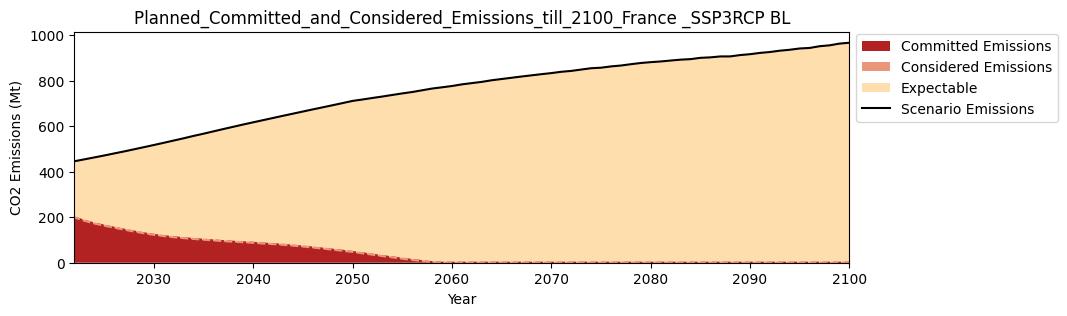 Planned_Committed_and_Considered_Emissions_till_2100_France _SSP3RCP BL
1000
800
600
400
200
0
CO2 Emissions (Mt)
2030 2040 2050 2060 2070 2080 2090 2100
Year
Committed Emissions
Considered Emissions
Expectable
Scenario Emissions